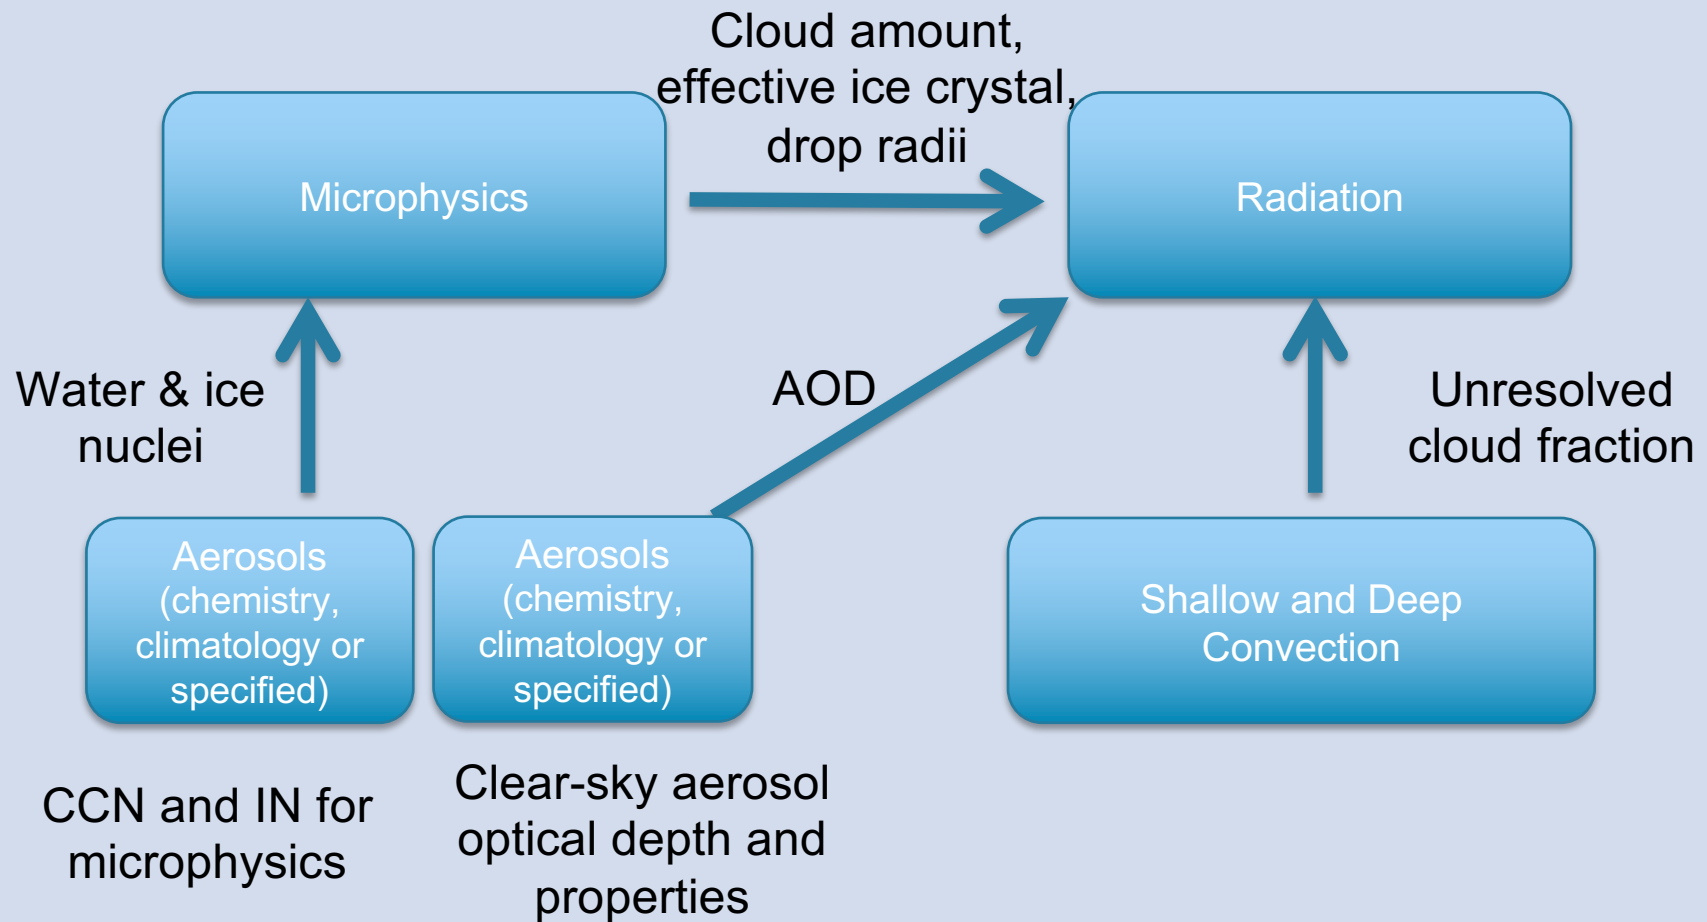 Cloud amount,
effective ice crystal,
drop radii
Microphysics
Radiation
Water & ice
nuclei
AOD
Unresolved
cloud fraction
Aerosols
(chemistry,
climatology or
specified)
Aerosols
(chemistry,
climatology or
specified)
Shallow and Deep
Convection
CCN and IN for
microphysics
Clear-sky aerosol
optical depth and
properties